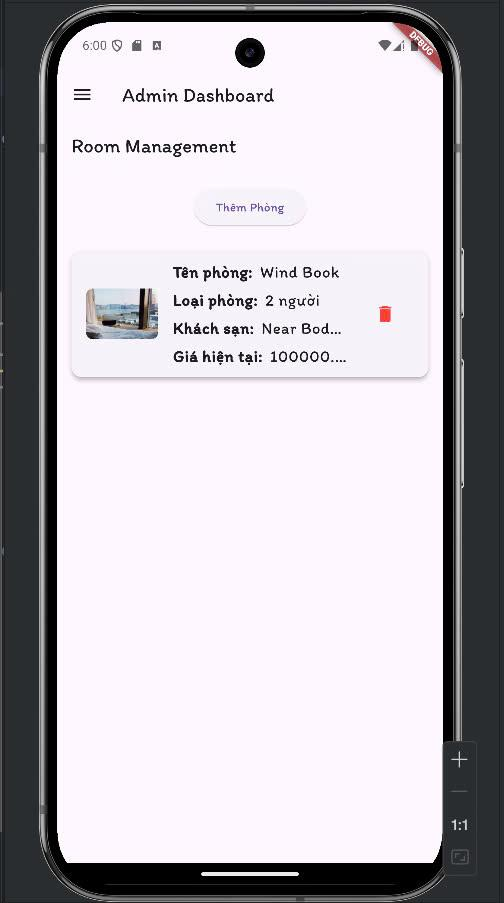 6:00
DEBUG
Admin Dashboard
Room Management
Thêm Phòng
Tên phòng: Wind Book
Loại phòng: 2 người
Khách sạn: Near Bod...
Giá hiện tại: 100000....
1:1